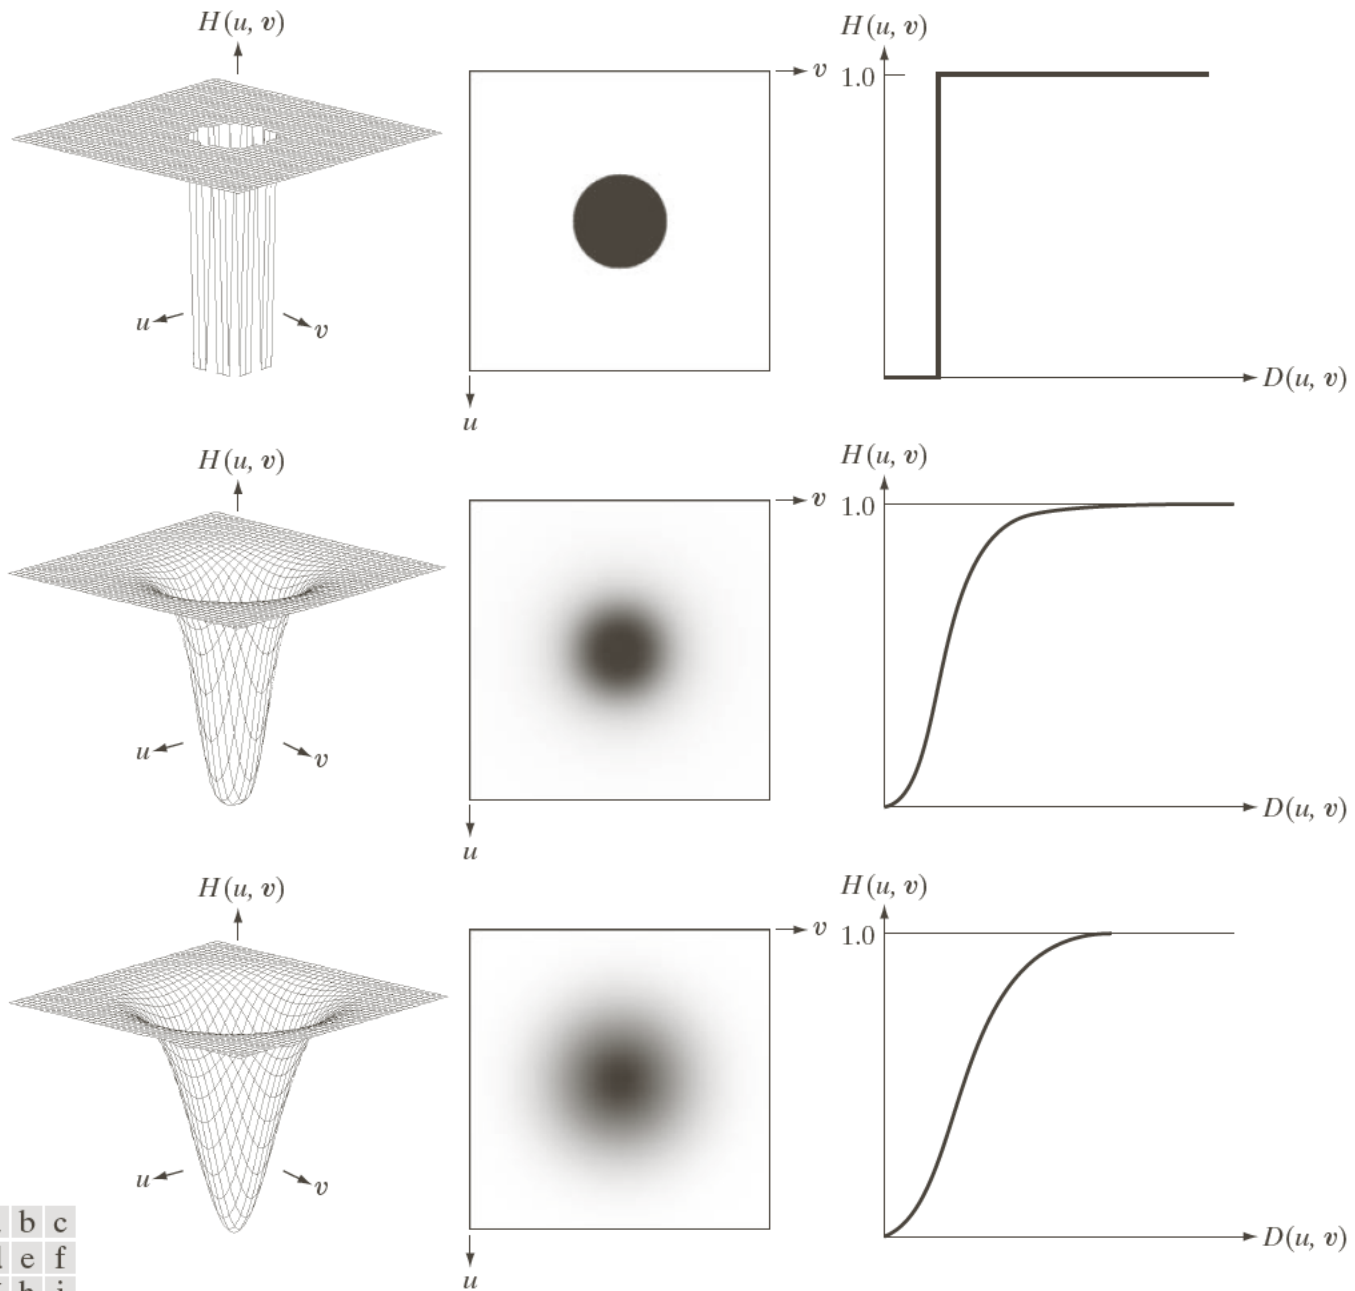 H(u, v)
v
H(u, v)
1.0
u
v
D(u, v)
u
H(u, v)
v
H(u, v)
1.0
u
v
D(u, v)
u
H(u, v)
v
H(u, v)
1.0
u
v
D(u, v)
u
b c
e f
h i